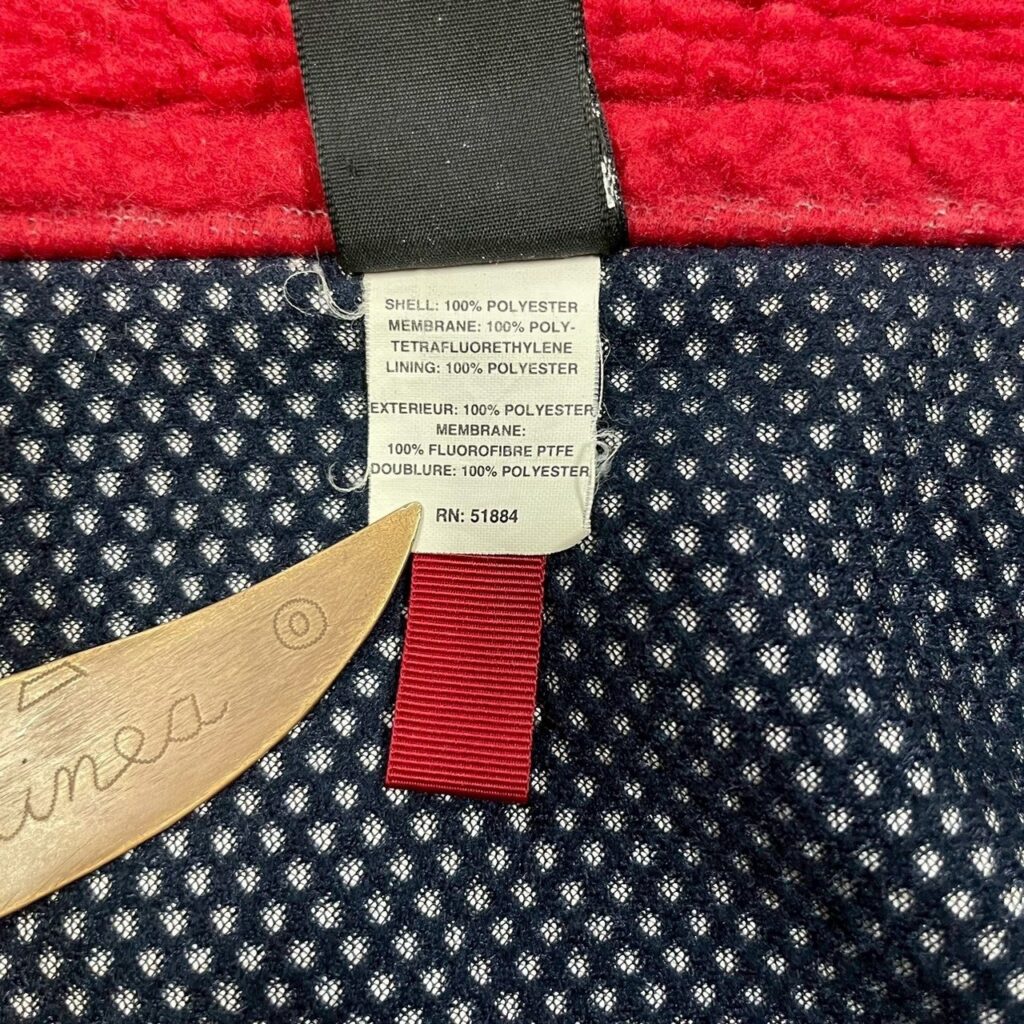 SHELL: 100% POLYESTER
MEMBRANE: 100% POLY-
TETRAFLUORETHYLENE
LINING: 100% POLYESTER
EXTERIEUR: 100% POLYESTER
MEMBRANE:
100% FLUOROFIBRE PTFE
DOUBLURE: 100% POLYESTER
RN: 51884